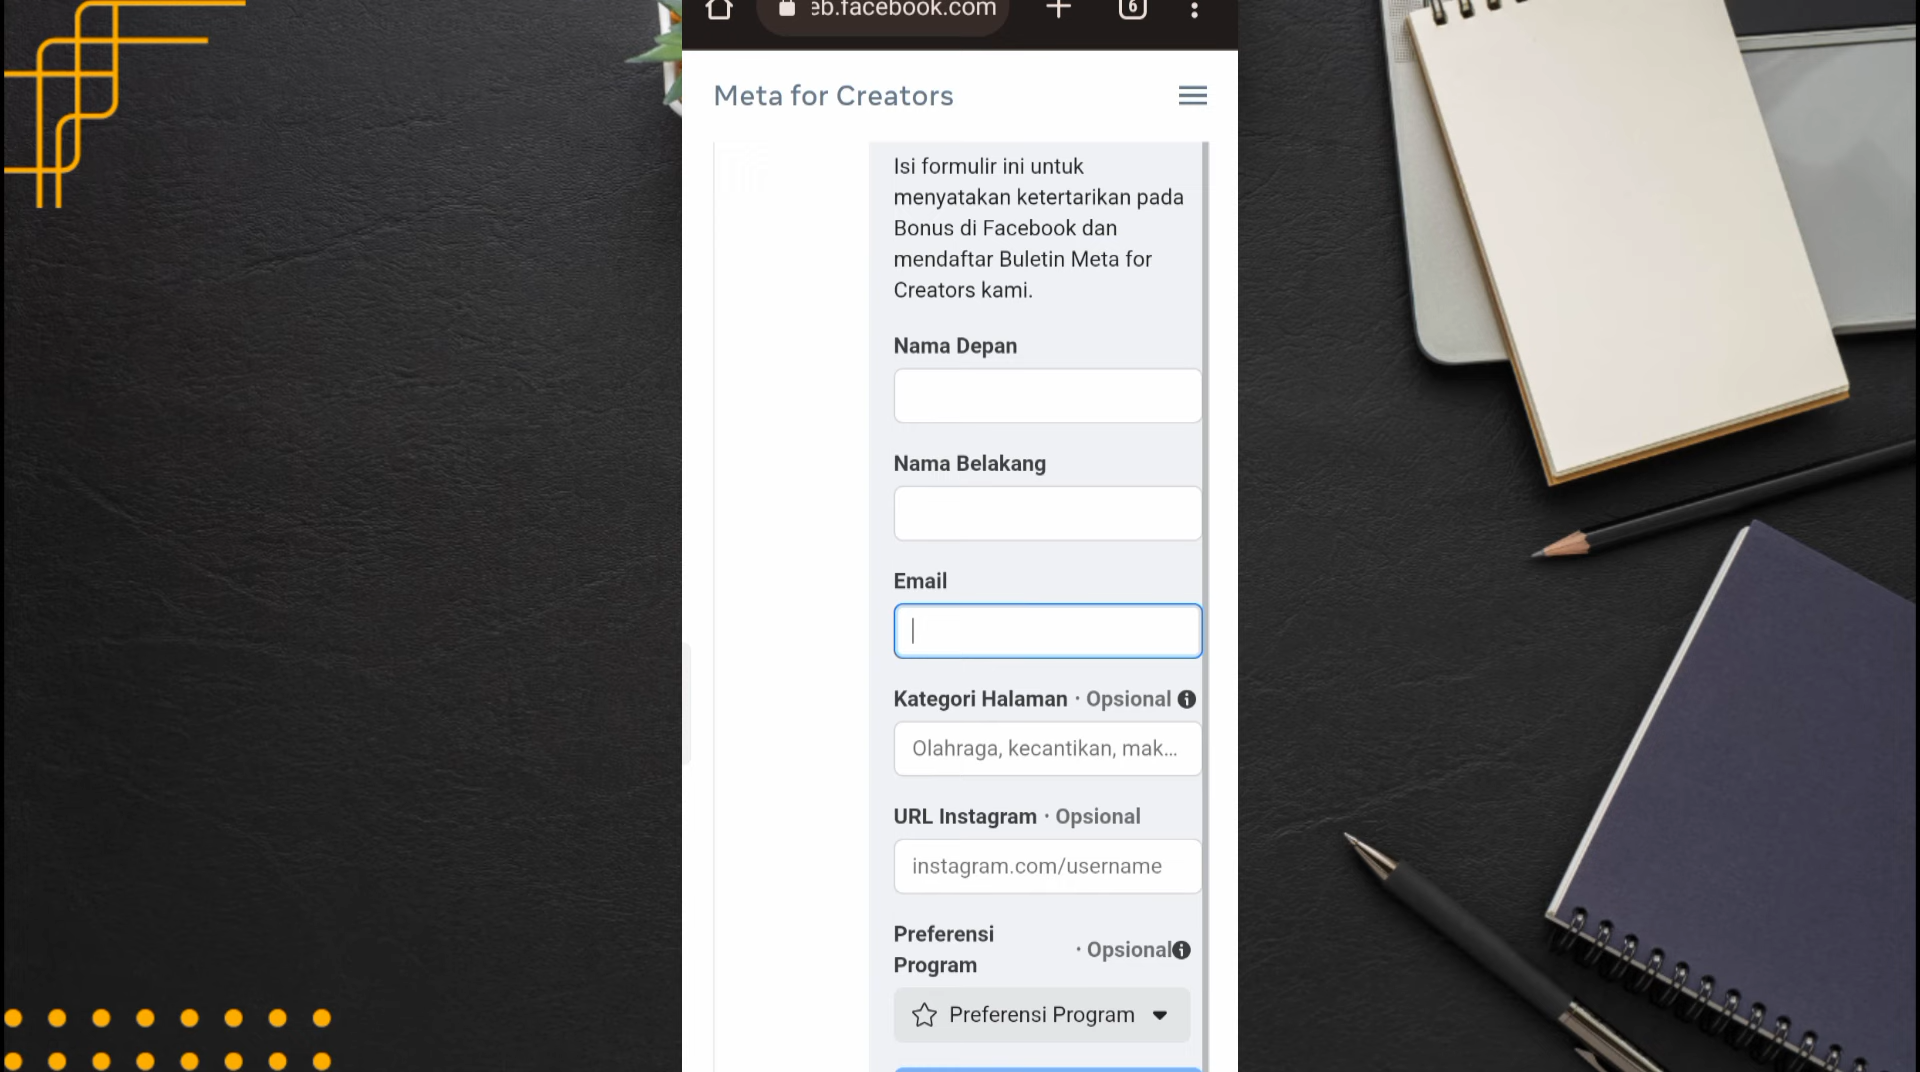 eb.facebook.com
6
Meta for Creators
Isi formulir ini untuk
menyatakan ketertarikan pada
Bonus di Facebook dan
mendaftar Buletin Meta for
Creators kami.
Nama Depan
Nama Belakang
Email
Kategori Halaman · Opsional
Olahraga, kecantikan, mak...
URL Instagram · Opsional
instagram.com/username
Preferensi
Program · Opsional
Preferensi Program